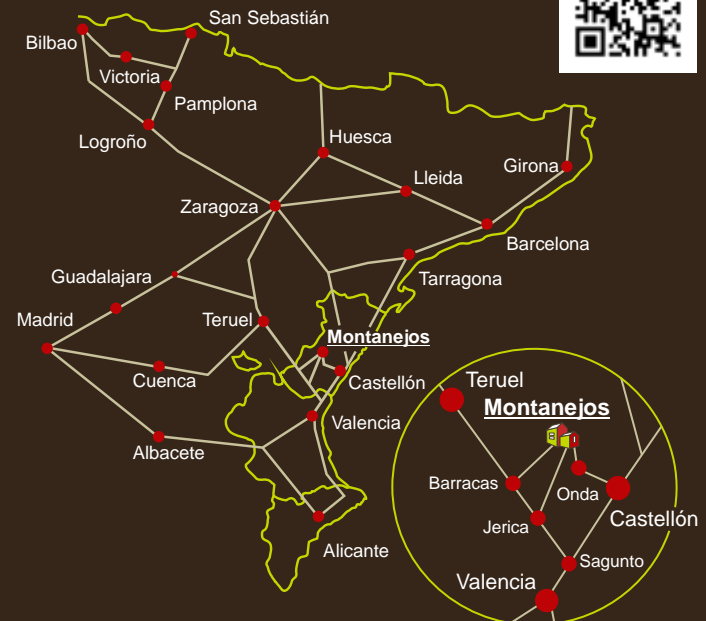 San Sebastián
Bilbao
Victoria
Pamplona
Logroño
Huesca
Girona
Lleida
Zaragoza
Barcelona
Guadalajara
Tarragona
Madrid
Teruel
Montanejos
Cuenca
Castellón
Valencia
Albacete
Alicante
Teruel
Montanejos
Barracas
Onda
Castellón
Jerica
Sagunto
Valencia